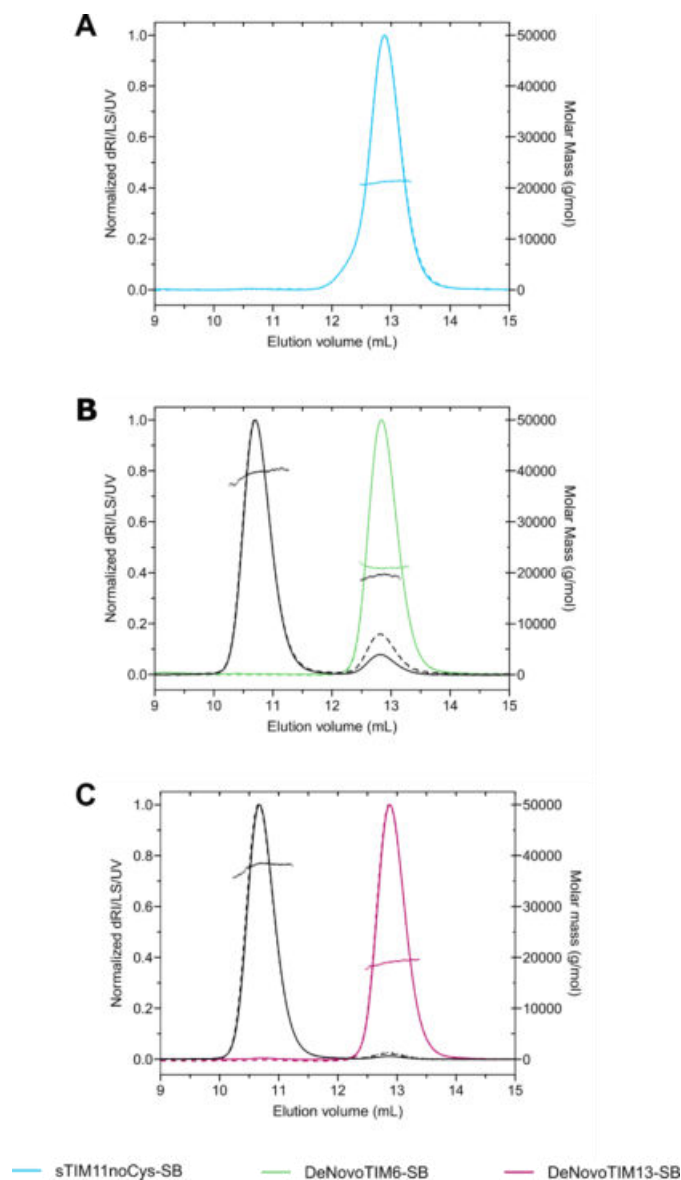 A
Normalized dRI/LS/UV
1.0
0.8
0.6
0.4
0.2
0.0
50000
40000
30000
20000
10000
0
Molar Mass (g/mol)
9 10 11 12 13 14 15
Elution volume (mL)
B
Normalized dRI/LS/UV
1.0
0.8
0.6
0.4
0.2
0.0
50000
40000
30000
20000
10000
0
Molar Mass (g/mol)
9 10 11 12 13 14 15
Elution volume (mL)
C
Normalized dRI/LS/UV
1.0
0.8
0.6
0.4
0.2
0.0
50000
40000
30000
20000
10000
0
Molar mass (g/mol)
9 10 11 12 13 14 15
Elution volume (mL)
sTIM11noCys-SB DeNovoTIM6-SB DeNovoTIM13-SB